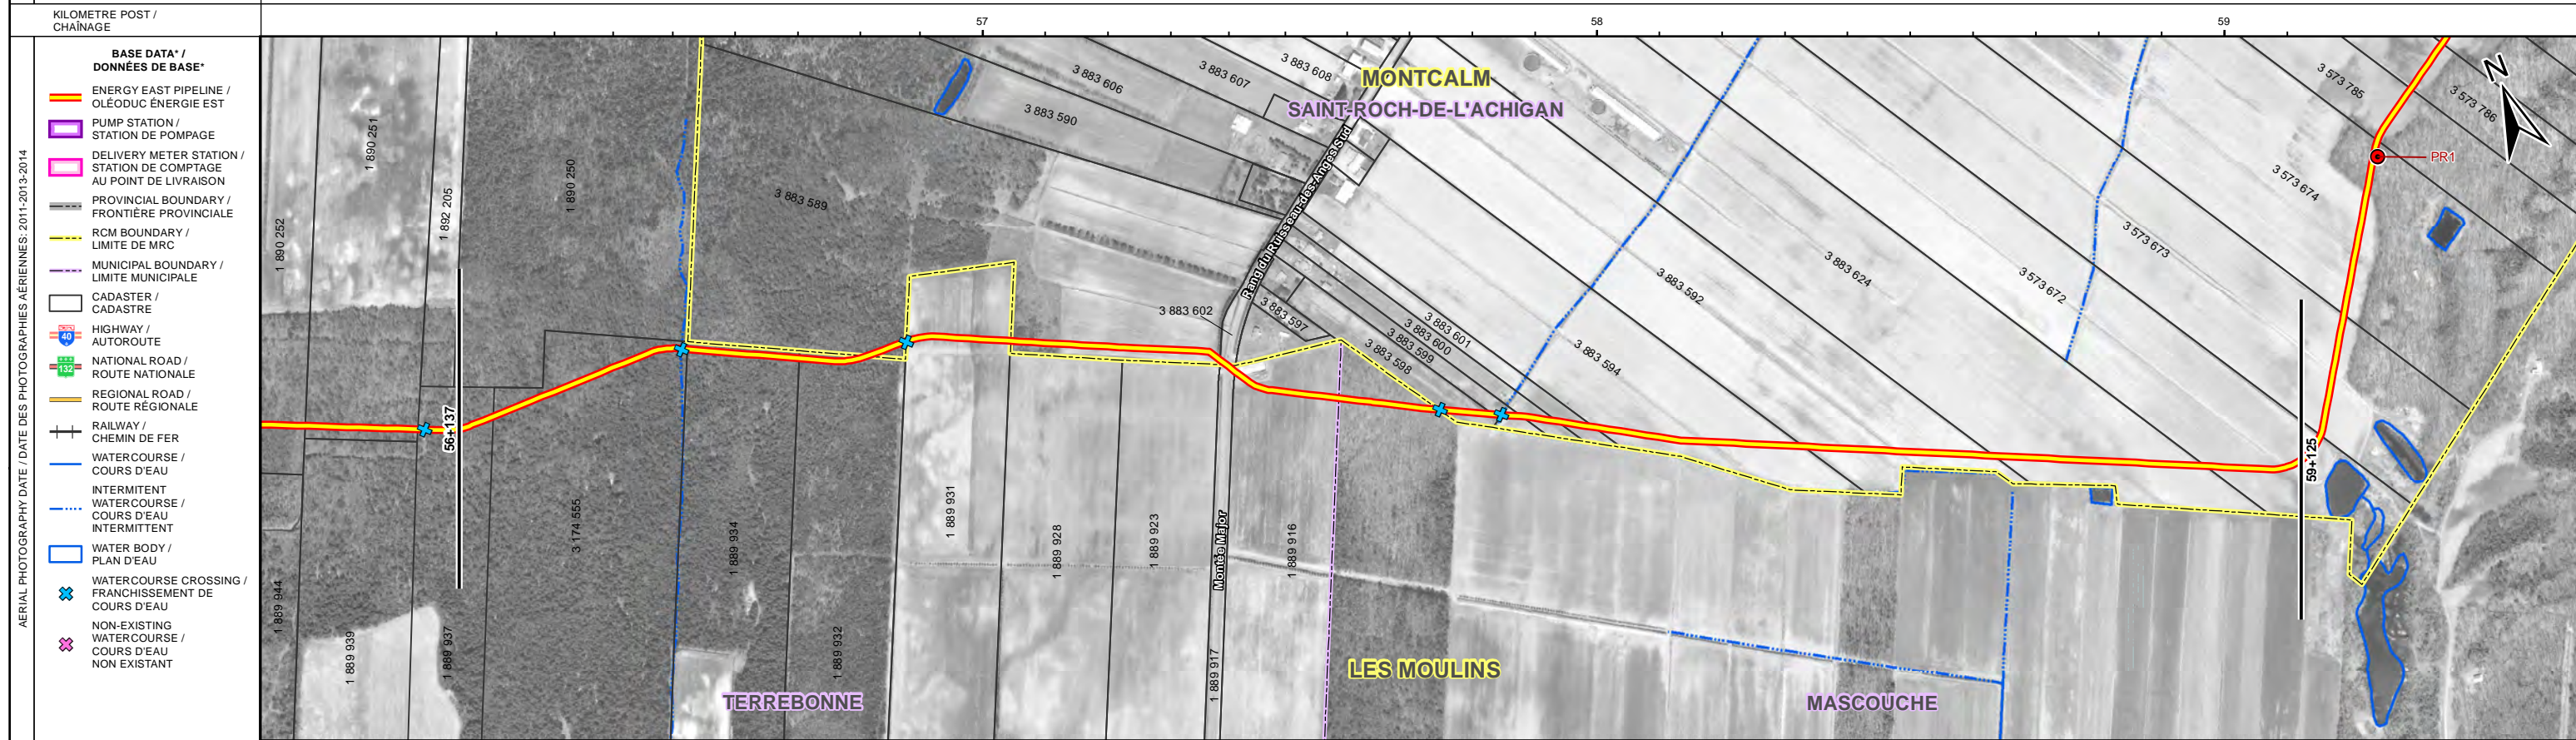 KILOMETRE POST /
CHAÎNAGE
57
58
59
AERIAL PHOTOGRAPHY DATE / DATE DES PHOTOGRAPHIES AÉRIENNES: 2011-2013-2014
BASE DATA* /
DONNÉES DE BASE*
ENERGY EAST PIPELINE /
OLÉODUC ÉNERGIE EST
PUMP STATION /
STATION DE POMPAGE
DELIVERY METER STATION /
STATION DE COMPTAGE
AU POINT DE LIVRAISON
PROVINCIAL BOUNDARY /
FRONTIÈRE PROVINCIALE
RCM BOUNDARY /
LIMITE DE MRC
MUNICIPAL BOUNDARY /
LIMITE MUNICIPALE
CADASTER /
CADASTRE
40
HIGHWAY /
AUTOROUTE
132
NATIONAL ROAD /
ROUTE NATIONALE
REGIONAL ROAD /
ROUTE RÉGIONALE
RAILWAY /
CHEMIN DE FER
WATERCOURSE /
COURS D'EAU
INTERMITENT
WATERCOURSE /
COURS D'EAU
INTERMITTENT
WATER BODY /
PLAN D'EAU
WATERCOURSE CROSSING /
FRANCHISSEMENT DE
COURS D'EAU
NON-EXISTING
WATERCOURSE /
COURS D'EAU
NON EXISTANT
1 890 252
1 890 251
1 892 205
1 890 250
3 883 589
3 883 590
3 883 606
3 883 607
3 883 608
MONTCALM
SAINT-ROCH-DE-L'ACHIGAN
Rang du Ruisseau-des-Anges Sud
3 883 602
3 883 597
3 883 598
3 883 599
3 883 600
3 883 601
3 883 594
3 883 592
3 883 624
3 573 672
3 573 673
3 573 674
3 573 785
3 573 786
N
PR1
56+137
59+125
1 889 944
1 889 939
1 889 937
3 174 555
1 889 934
1 889 932
1 889 931
1 889 928
1 889 923
Montée Major
1 889 917
1 889 916
TERREBONNE
LES MOULINS
MASCOUCHE